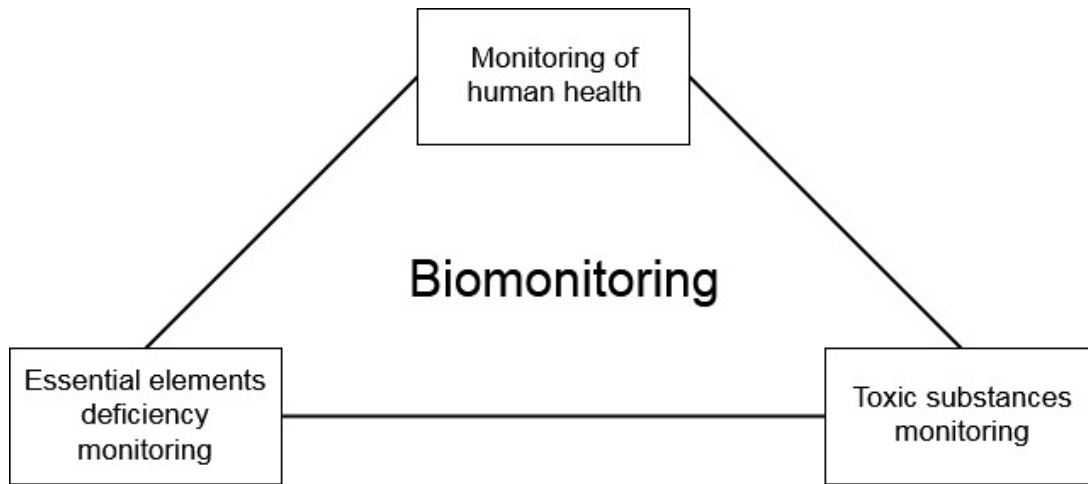 Monitoring of
human health
Biomonitoring
Essential elements
deficiency
monitoring
Toxic substances
monitoring